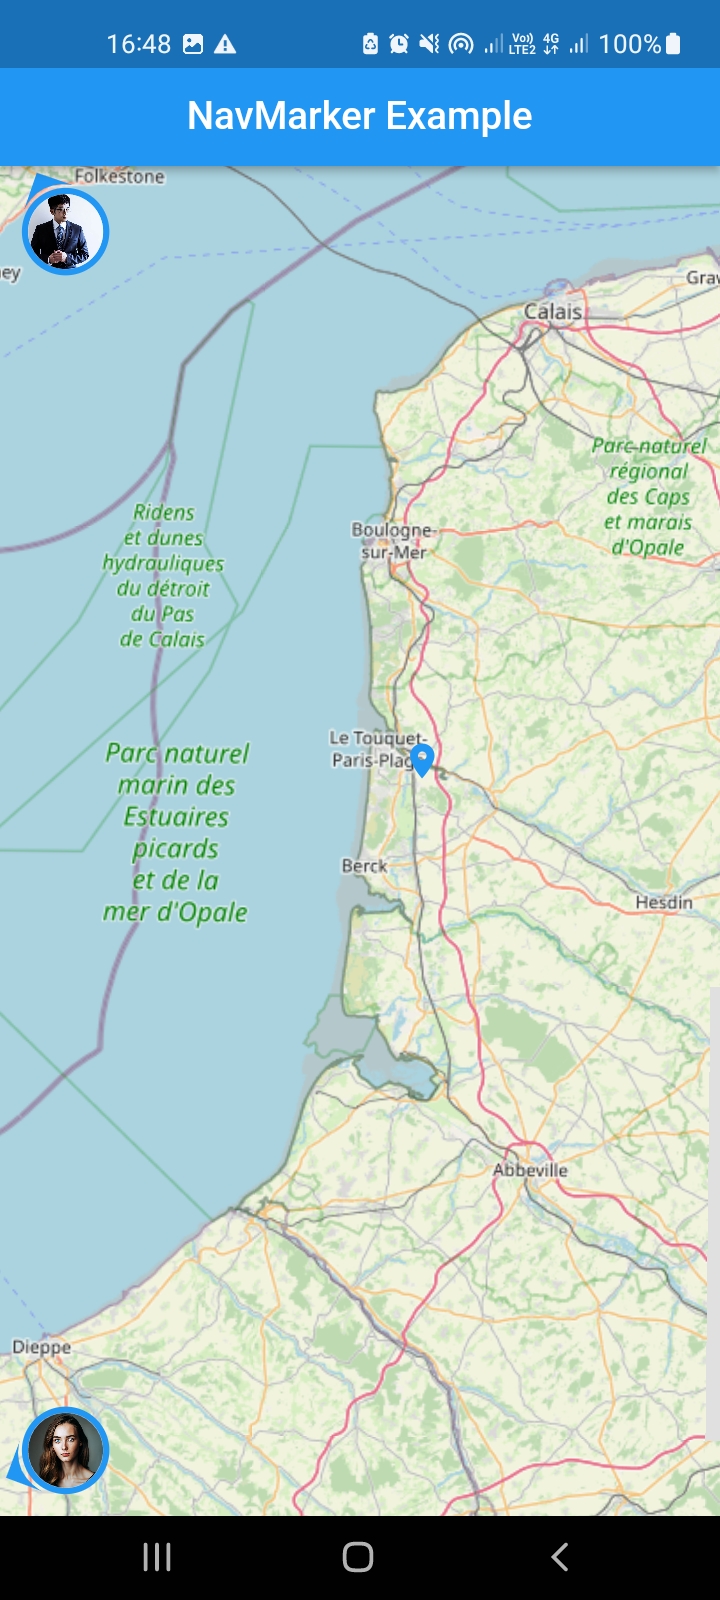 16:48
Vo)) 4G
LTE2
100%
NavMarker Example
Folkestone
ey
Grav
Calais
Parc naturel
régional
des Caps
et marais
d'Opale
Ridens
et dunes
hydrauliques
du détroit
du Pas
de Calais
Boulogne-
sur-Mer
Le Touquet-
Paris-Plag
Parc naturel
marin des
Estuaires
picards
et de la
mer d'Opale
Berck
Hesdin
Abbeville
Dieppe